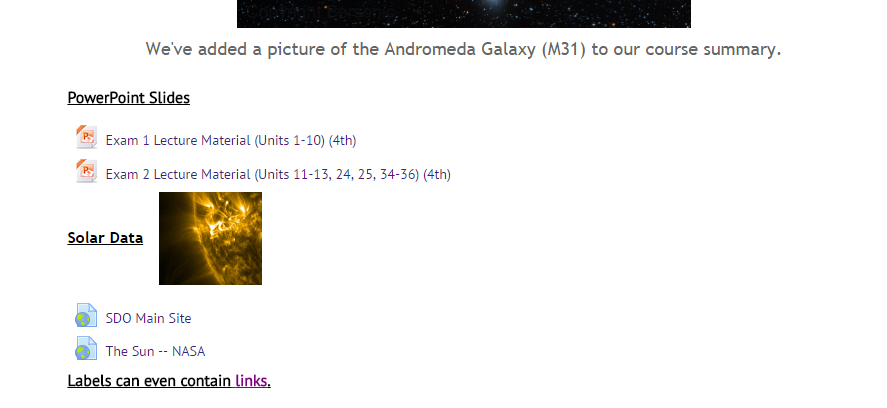 We've added a picture of the Andromeda Galaxy (M31) to our course summary.
PowerPoint Slides
Exam 1 Lecture Material (Units 1-10) (4th)
Exam 2 Lecture Material (Units 11-13, 24, 25, 34-36) (4th)
Solar Data
SDO Main Site
The Sun -- NASA
Labels can even contain links.